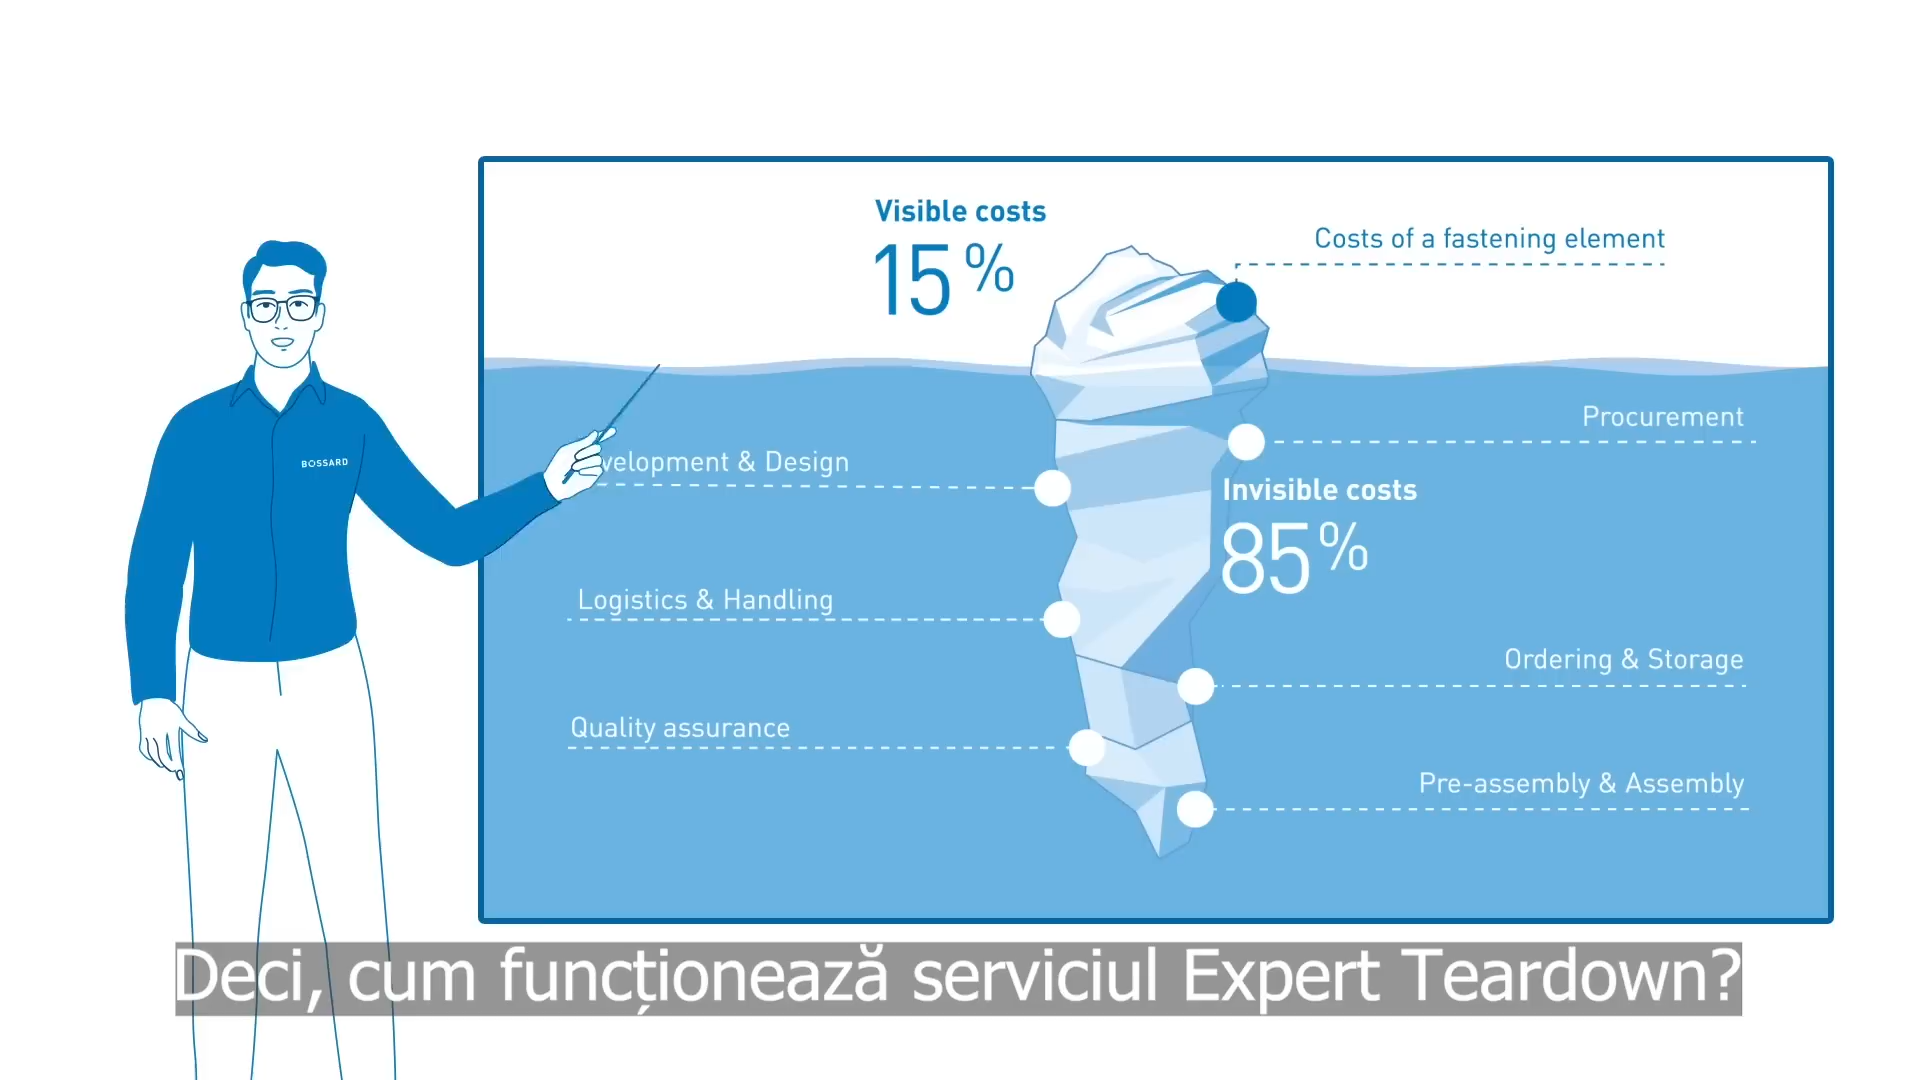 Visible costs
15 %
Costs of a fastening element
Procurement
velopment & Design
Invisible costs
85 %
BOSSARD
Logistics & Handling
Ordering & Storage
Quality assurance
Pre-assembly & Assembly
Deci, cum funcționează serviciul Expert Teardown?